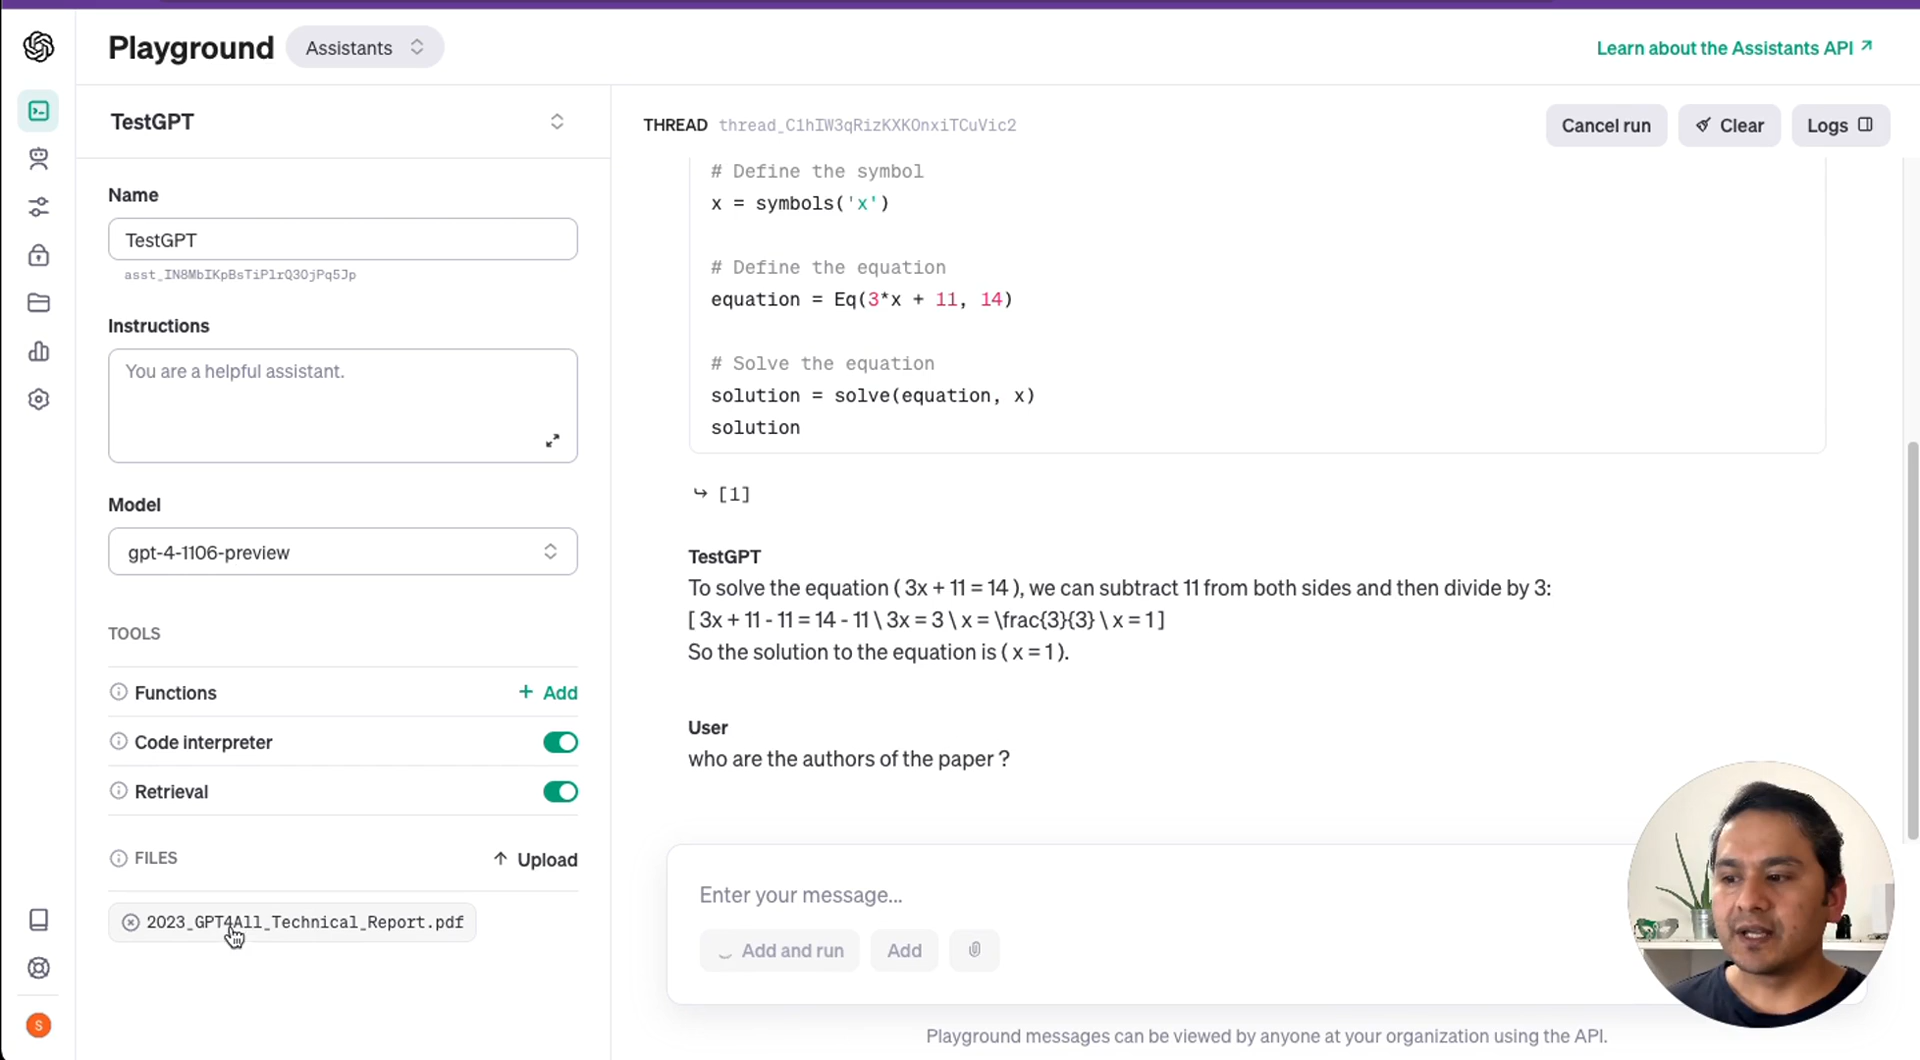 Playground
Assistants
Learn about the Assistants API
TestGPT
THREAD thread_C1hIW3qRizKXKOnxiTCuVic2
Cancel run
Clear
Logs
Name
TestGPT
asst_IN8MbIKpBsTiPlrQ3OjPq5Jp
Instructions
You are a helpful assistant.
Model
gpt-4-1106-preview
TOOLS
Functions
+ Add
Code interpreter
Retrieval
FILES
Upload
2023_GPT4All_Technical_Report.pdf
S
# Define the symbol
x = symbols('x')
# Define the equation
equation = Eq(3*x + 11, 14)
# Solve the equation
solution = solve(equation, x)
solution
[1]
TestGPT
To solve the equation ( 3x + 11 = 14 ), we can subtract 11 from both sides and then divide by 3:
[ 3x + 11 - 11 = 14 - 11 \ 3x = 3 \ x = \frac{3}{3} \ x = 1 ]
So the solution to the equation is ( x = 1 ).
User
who are the authors of the paper ?
Enter your message...
Add and run
Add
Playground messages can be viewed by anyone at your organization using the API.